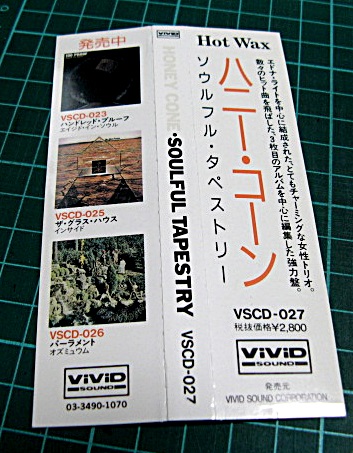 発売中
VSCD-023
ハンドレッド・プルーフ
エイジド・イン・ソウル
VSCD-025
ザ・グラス・ハウス
インサイド
VSCD-026
パーラメント
オズミュウム
ViViD
SOUND
03-3490-1070
ViViD
SOUND
HONEY CONE・SOULFUL TAPESTRY VSCD-027
Hot Wax
ハニー・コーン
ソウルフル・タペストリー
エドナ・ライトを中心に結成された、とてもチャーミングな女性トリオ。
数々のヒット曲を飛ばした、3枚目のアルバムを中心に編集した強力盤。
VSCD-027
税抜価格¥2,800
ViViD
SOUND
発売元
VIVID SOUND CORPORATION